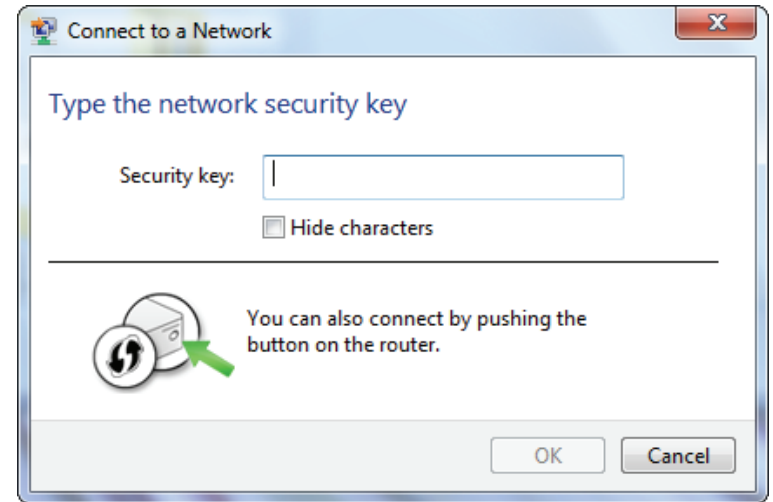 Connect to a Network
Type the network security key
Security key:
Hide characters
You can also connect by pushing the
button on the router.
OK
Cancel